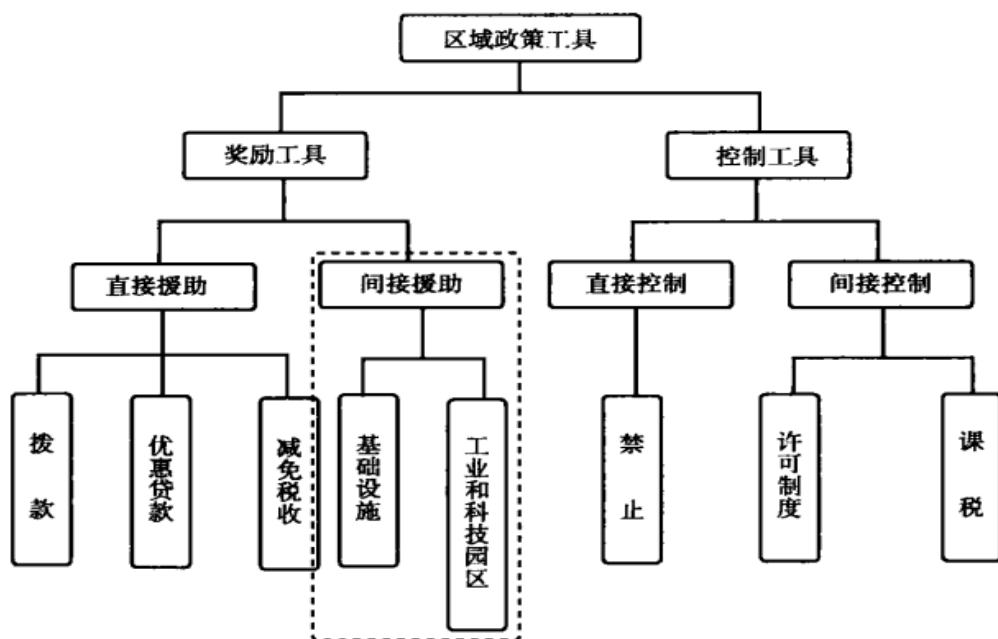 区域政策工具
奖励工具
控制工具
直接援助
间接援助
直接控制
间接控制
拨款
优惠贷款
减免税收
基础设施
工业和科技园区
禁止
许可制度
课税